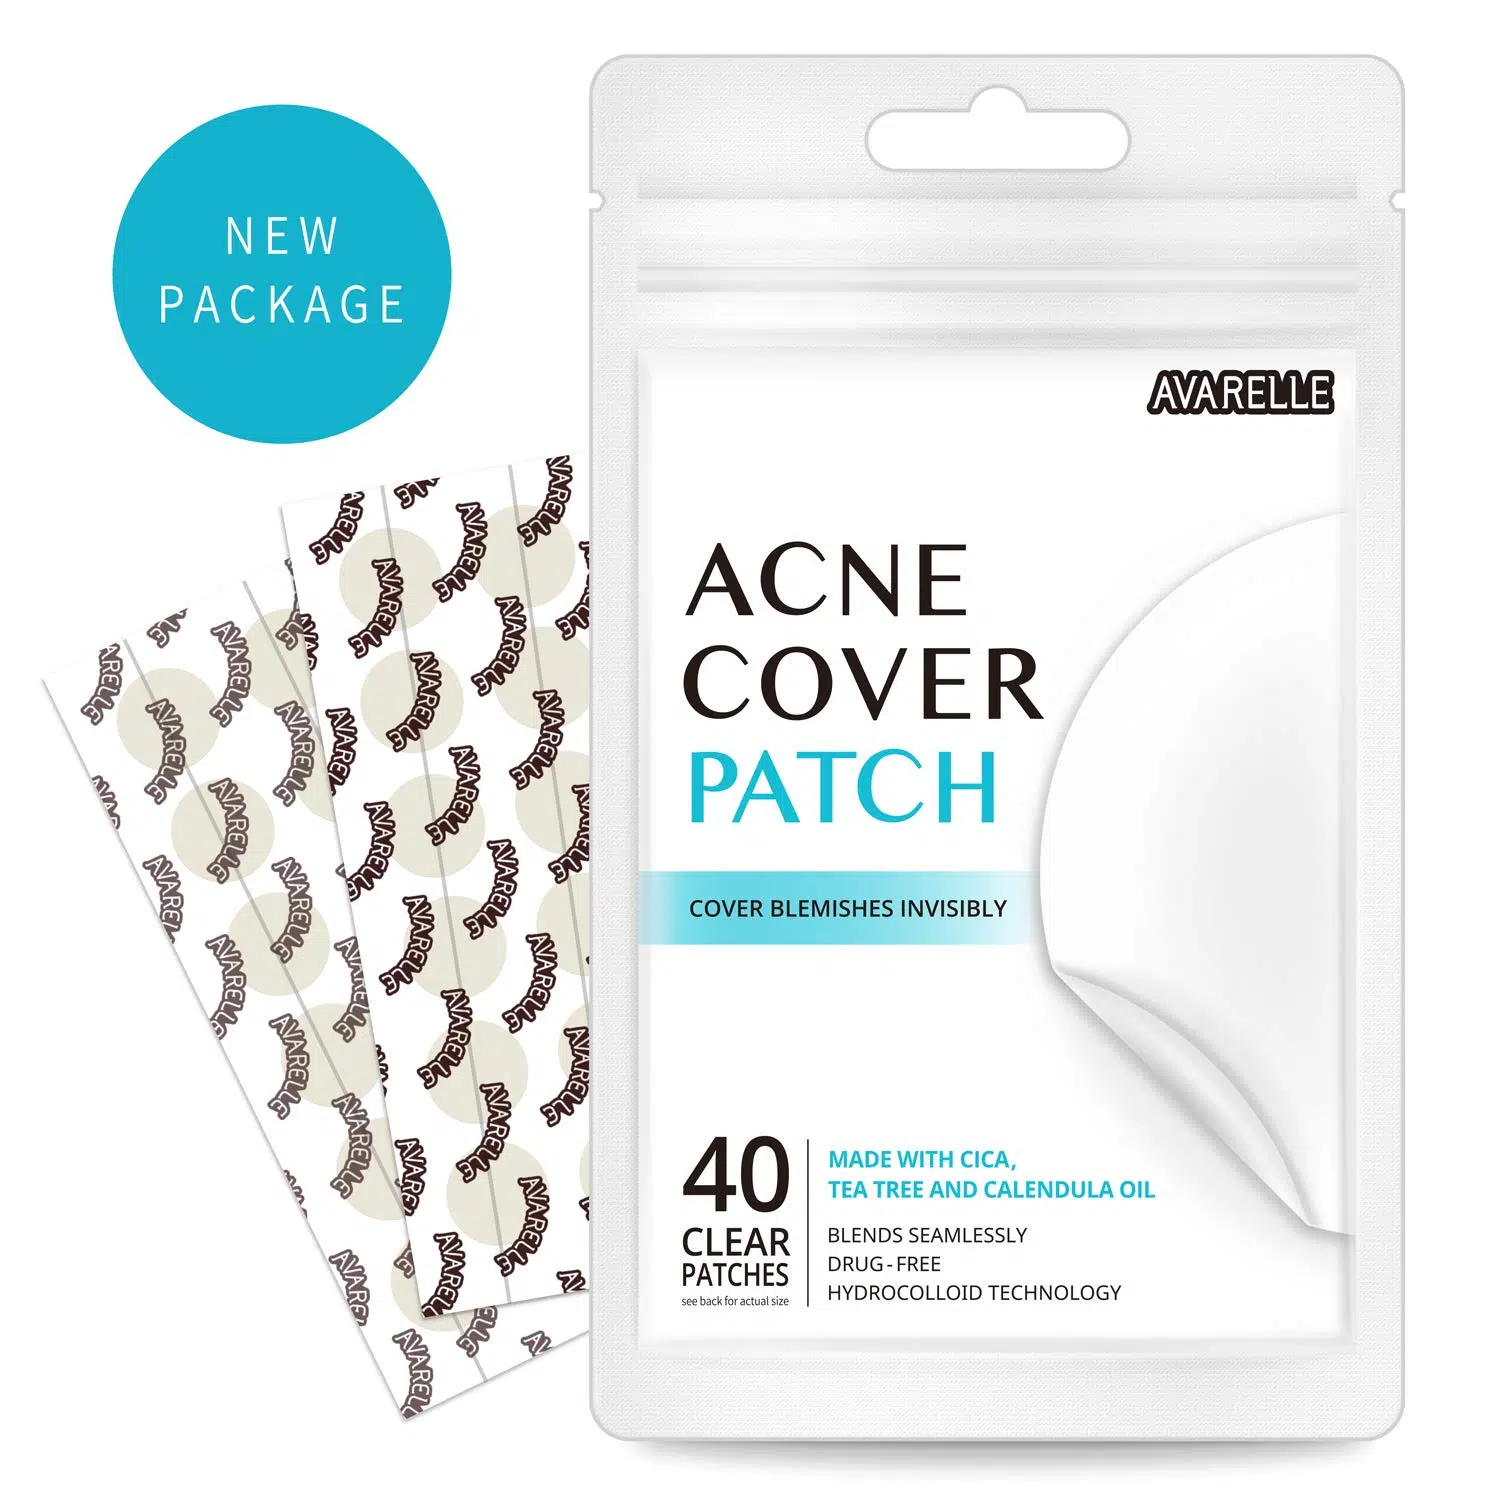 NEW
PACKAGE
AVARELLE
ACNE
COVER
PATCH
COVER BLEMISHES INVISIBLY
40
CLEAR
PATCHES
see back for actual size
MADE WITH CICA,
TEA TREE AND CALENDULA OIL
BLENDS SEAMLESSLY
DRUG-FREE
HYDROCOLLOID TECHNOLOGY